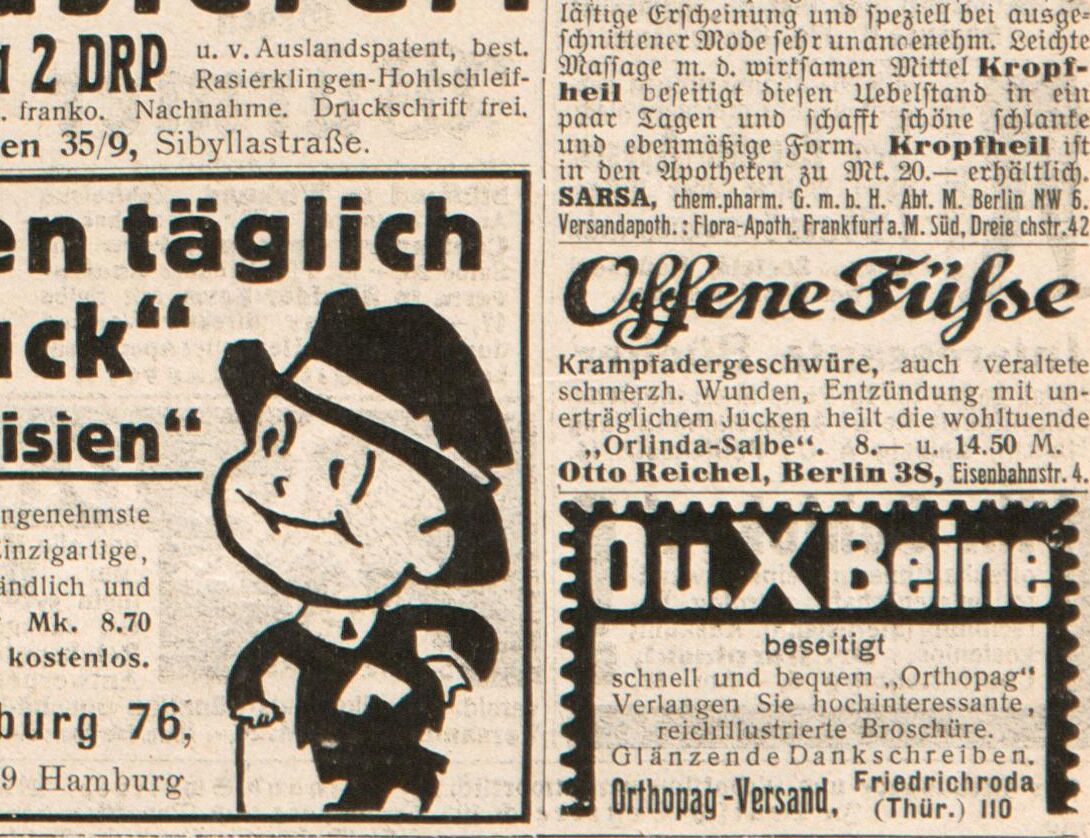 2 DRP
u. v. Auslandspatent, best.
Rasierklingen-Hohlschleif-
franko. Nachnahme. Druckschrift frei.
en 35/9, Sibyllastraße.
en täglich
uck“
isien“
ngenehmste
Einzigartige,
ändlich und
Mk. 8.70
kostenlos.
burg 76,
9 Hamburg
läſtige Erſcheinung und ſpeziell bei ausge-
ſchnittener Mode ſehr unangenehm. Leichte
Maſſage m. d. wirkſamen Mittel Kropf-
heil beſeitigt dieſen Uebelſtand in ein
paar Tagen und ſchafft ſchöne ſchlanke
und ebenmäßige Form. Kropfheil iſt
in den Apotheken zu Mk. 20.— erhältlich.
SARSA, chem.pharm. G. m. b. H. Abt. M. Berlin NW 6.
Versandapoth.: Flora-Apoth. Frankfurt a. M. Süd, Dreie chstr. 42
Offene Füſse
Krampfadergeschwüre, auch veraltete
schmerzh. Wunden, Entzündung mit un-
erträglichem Jucken heilt die wohltuende
„Orlinda-Salbe“. 8.— u. 14.50 M.
Otto Reichel, Berlin 38, Eisenbahnstr. 4.
O u. X Beine
beseitigt
schnell und bequem „Orthopag“
Verlangen Sie hochinteressante,
reichillustrierte Broschüre.
Glänzende Dankschreiben.
Orthopag-Versand, Friedrichroda
(Thür.) 110